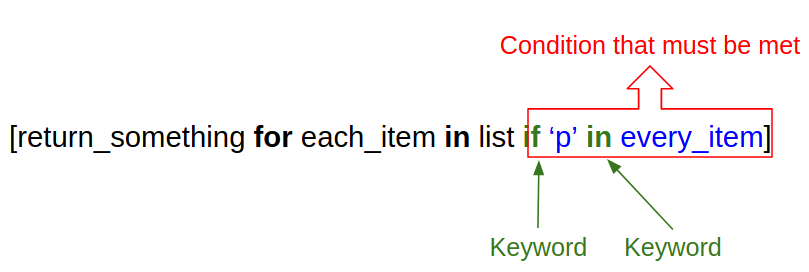 Condition that must be met
[return_something for each_item in list if ‘p’ in every_item]
Keyword Keyword